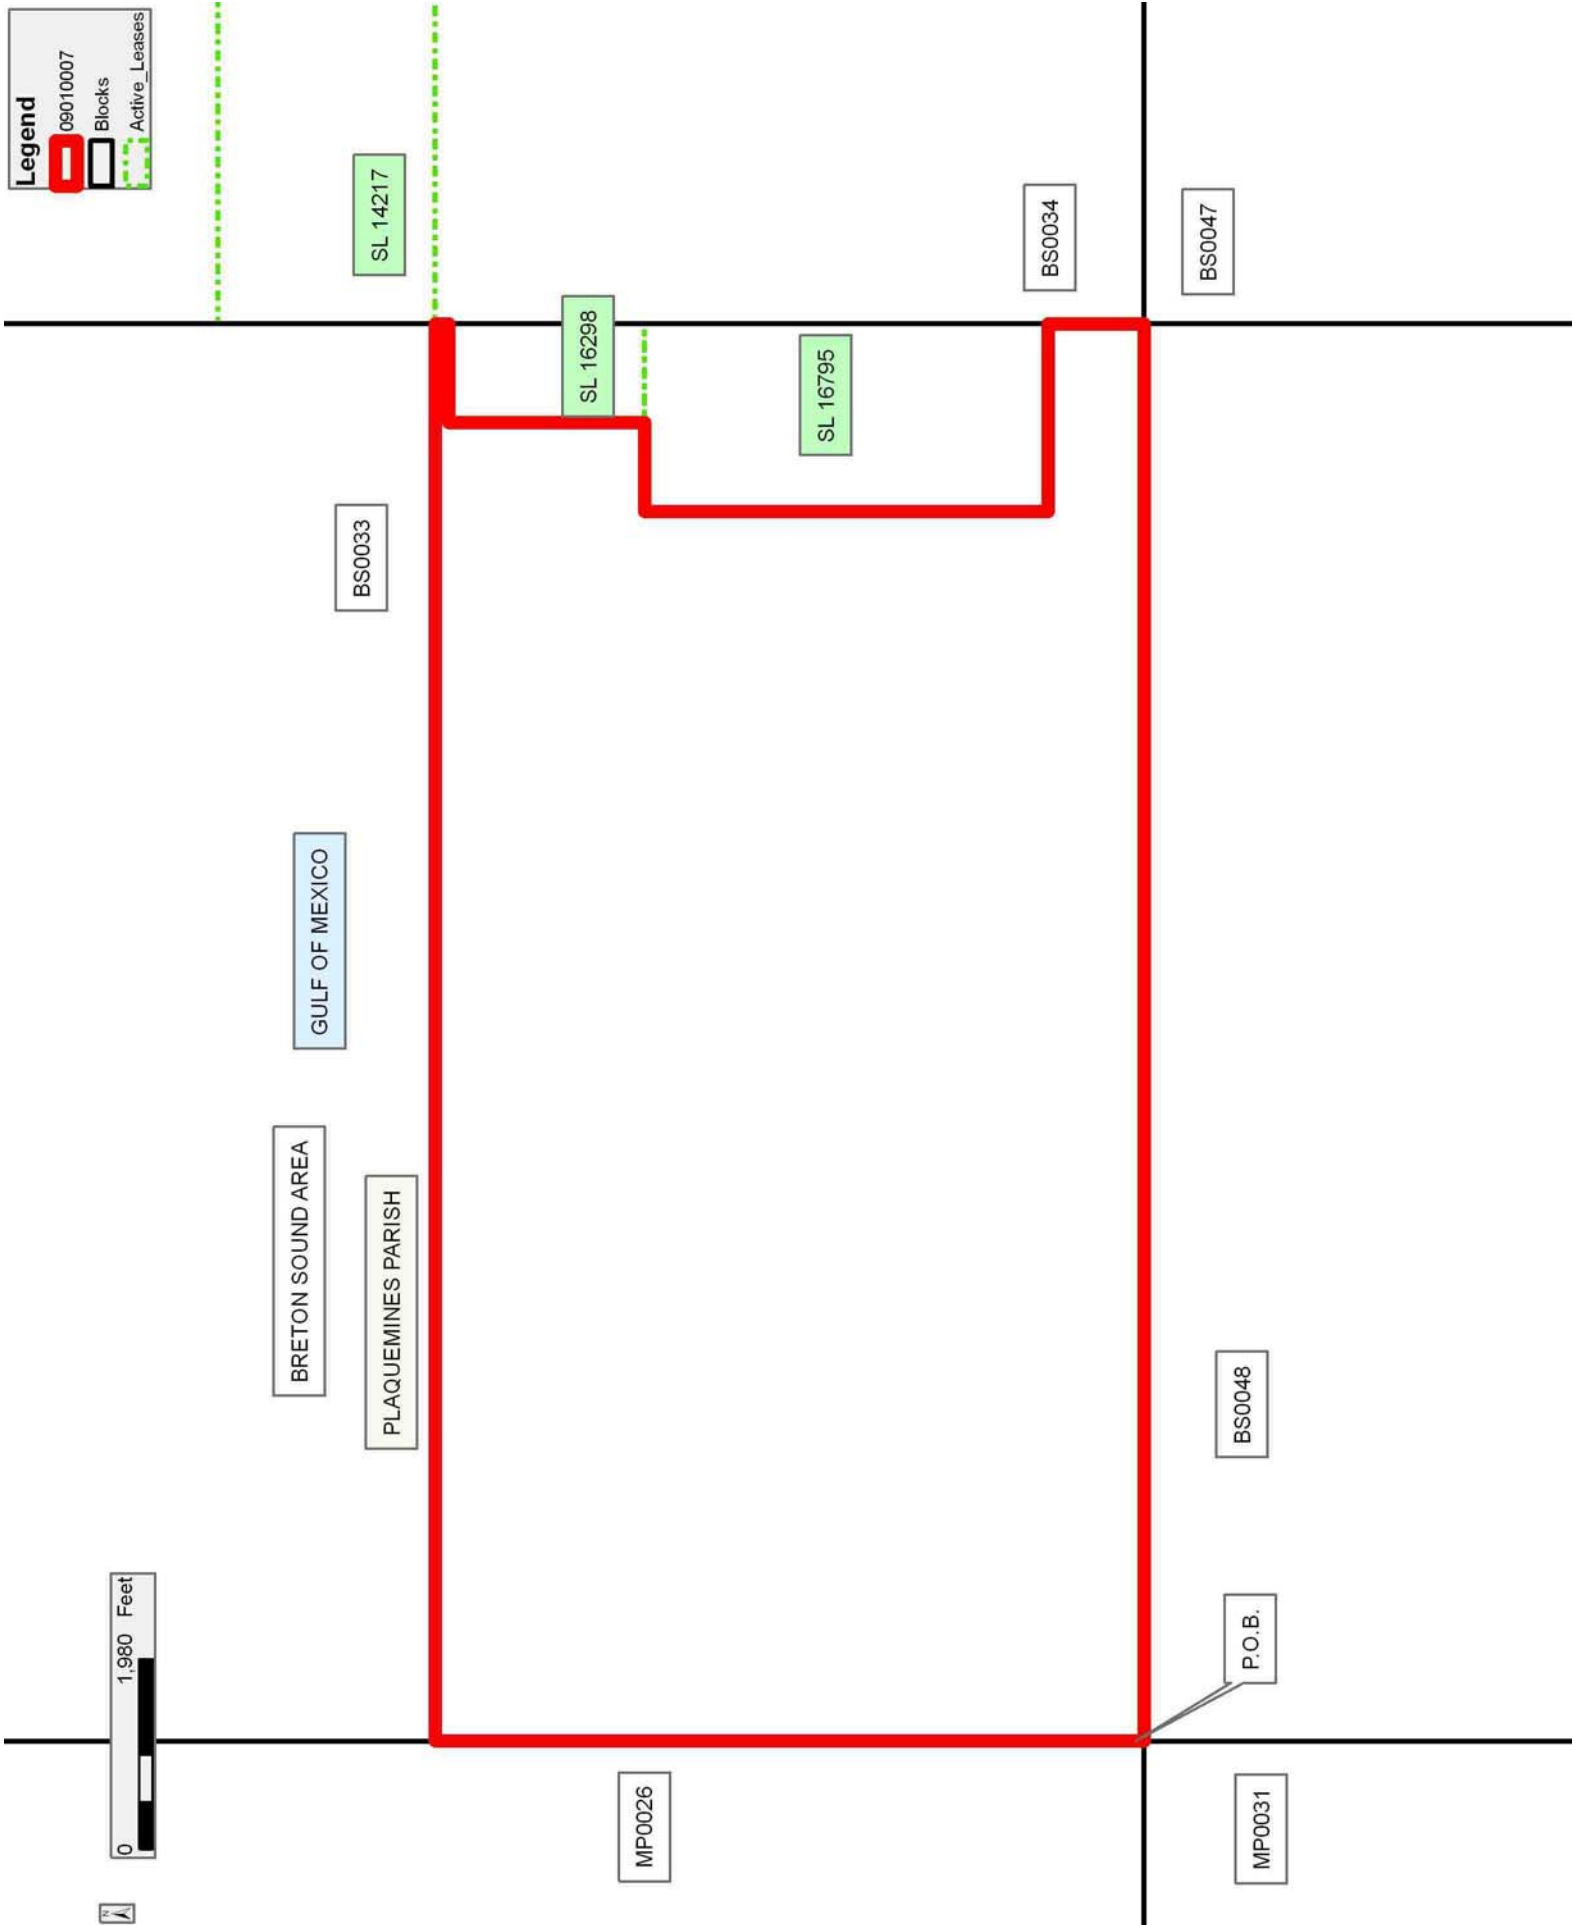 N
0 1,980 Feet
Legend
09010007
Blocks
Active_Leases
BRETON SOUND AREA
GULF OF MEXICO
PLAQUEMINES PARISH
BS0033
SL 14217
SL 16298
MP0026
SL 16795
BS0034
BS0047
P.O.B.
BS0048
MP0031